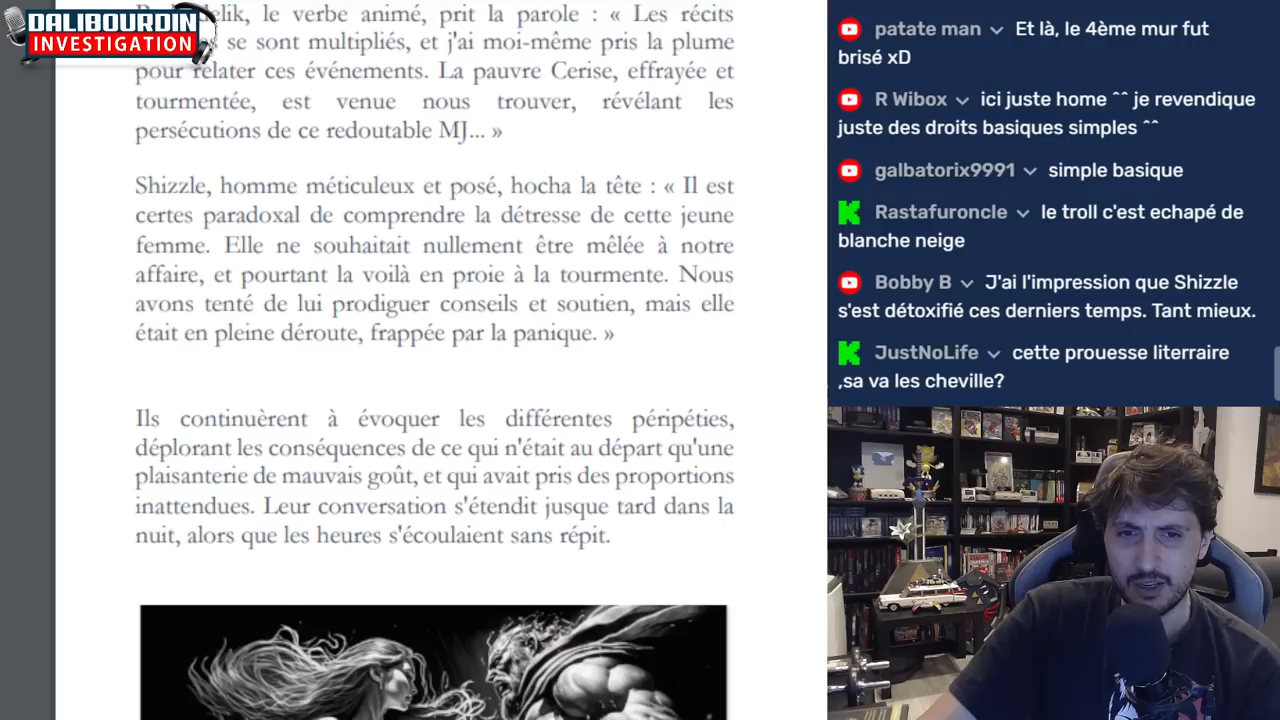 DALIBOURDIN
INVESTIGATION
le verbe animé, prit la parole : « Les récits
se sont multipliés, et j'ai moi-même pris la plume
pour relater ces événements. La pauvre Cerise, effrayée et
tourmentée, est venue nous trouver, révélant les
persécutions de ce redoutable MJ... »
Shizzle, homme méticuleux et posé, hocha la tête : « Il est
certes paradoxal de comprendre la détresse de cette jeune
femme. Elle ne souhaitait nullement être mêlée à notre
affaire, et pourtant la voilà en proie à la tourmente. Nous
avons tenté de lui prodiguer conseils et soutien, mais elle
était en pleine déroute, frappée par la panique. »
Ils continuèrent à évoquer les différentes péripéties,
déplorant les conséquences de ce qui n'était au départ qu'une
plaisanterie de mauvais goût, et qui avait pris des proportions
inattendues. Leur conversation s'étendit jusque tard dans la
nuit, alors que les heures s'écoulaient sans répit.
patate man Et là, le 4ème mur fut
brisé xD
R Wibox ici juste home ^^ je revendique
juste des droits basiques simples ^^
galbatorix9991 simple basique
Rastafuroncle le troll c'est echapé de
blanche neige
Bobby B J'ai l'impression que Shizzle
s'est détoxifié ces derniers temps. Tant mieux.
JustNoLife cette prouesse literraire
,sa va les cheville?